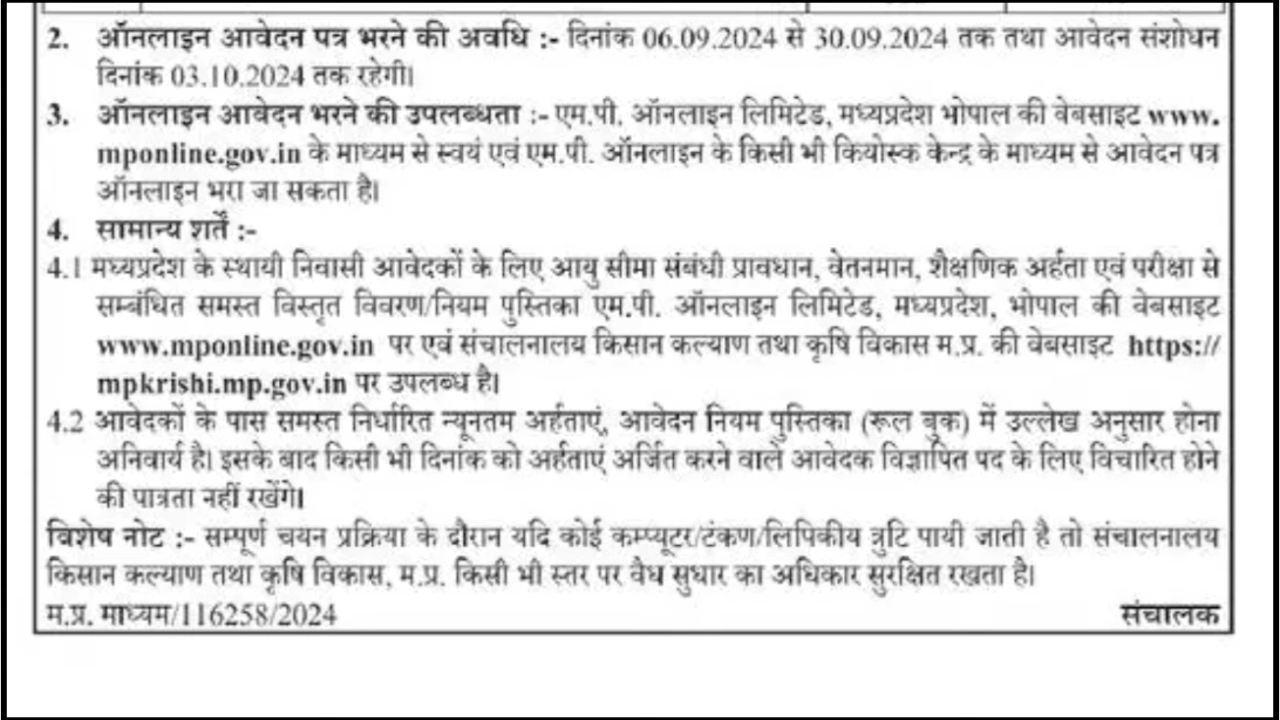 2. ऑनलाइन आवेदन पत्र भरने की अवधि :- दिनांक 06.09.2024 से 30.09.2024 तक तथा आवेदन संशोधन
दिनांक 03.10.2024 तक रहेगी।
3. ऑनलाइन आवेदन भरने की उपलब्धता :- एम.पी. ऑनलाइन लिमिटेड, मध्यप्रदेश भोपाल की वेबसाइट www.
mponline.gov.in के माध्यम से स्वयं एवं एम.पी. ऑनलाइन के किसी भी कियोस्क केन्द्र के माध्यम से आवेदन पत्र
ऑनलाइन भरा जा सकता है।
4. सामान्य शर्तें :-
4.1 मध्यप्रदेश के स्थायी निवासी आवेदकों के लिए आयु सीमा संबंधी प्रावधान, वेतनमान, शैक्षणिक अर्हता एवं परीक्षा से
सम्बंधित समस्त विस्तृत विवरण/नियम पुस्तिका एम.पी. ऑनलाइन लिमिटेड, मध्यप्रदेश, भोपाल की वेबसाइट
www.mponline.gov.in पर एवं संचालनालय किसान कल्याण तथा कृषि विकास म.प्र. की वेबसाइट https://
mpkrishi.mp.gov.in पर उपलब्ध है।
4.2 आवेदकों के पास समस्त निर्धारित न्यूनतम अर्हताएं, आवेदन नियम पुस्तिका (रूल बुक) में उल्लेख अनुसार होना
अनिवार्य है। इसके बाद किसी भी दिनांक को अर्हताएं अर्जित करने वाले आवेदक विज्ञापित पद के लिए विचारित होने
की पात्रता नहीं रखेंगे।
विशेष नोट :- सम्पूर्ण चयन प्रक्रिया के दौरान यदि कोई कम्प्यूटर/टंकण/लिपिकीय त्रुटि पायी जाती है तो संचालनालय
किसान कल्याण तथा कृषि विकास, म.प्र. किसी भी स्तर पर वैध सुधार का अधिकार सुरक्षित रखता है।
म.प्र. माध्यम/116258/2024 संचालक